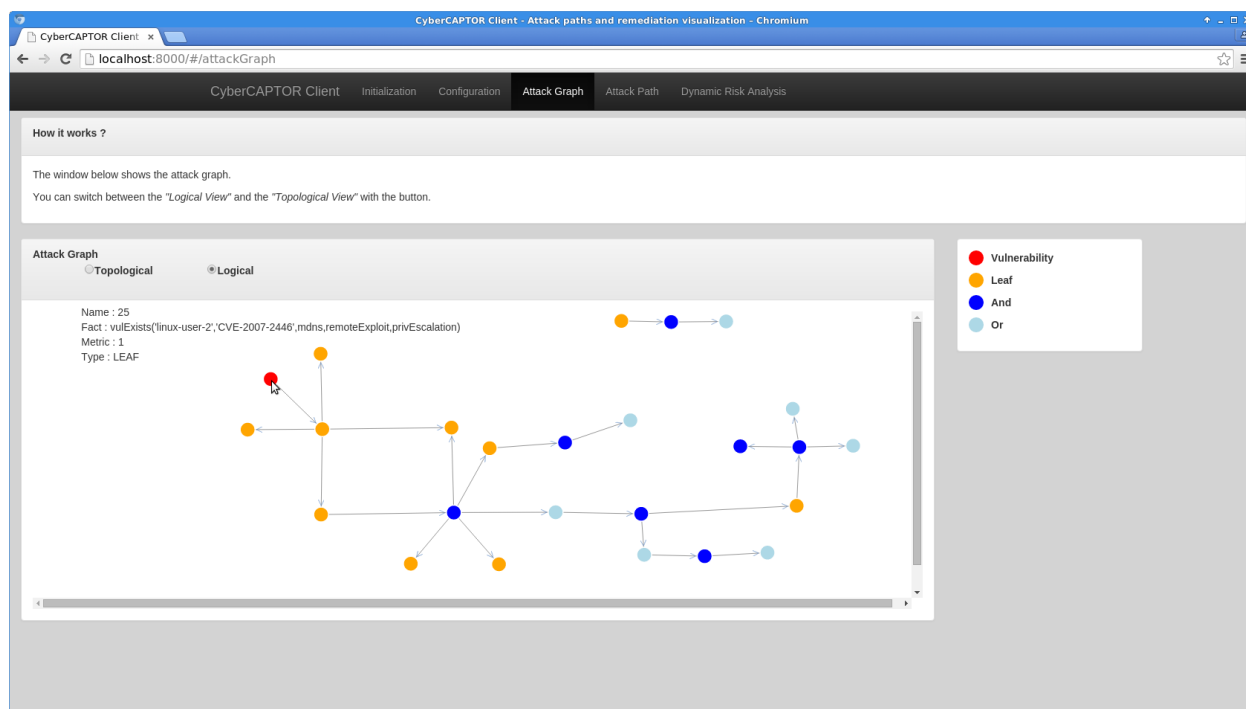 CyberCAPTOR Client - Attack paths and remediation visualization - Chromium
CyberCAPTOR Client
localhost:8000/#/attackGraph
CyberCAPTOR Client Initialization Configuration Attack Graph Attack Path Dynamic Risk Analysis
How it works ?
The window below shows the attack graph.
You can switch between the "Logical View" and the "Topological View" with the button.
Attack Graph
Topological Logical
Name : 25
Fact : vulExists('linux-user-2','CVE-2007-2446',mdns,remoteExploit,privEscalation)
Metric : 1
Type : LEAF
Vulnerability
Leaf
And
Or